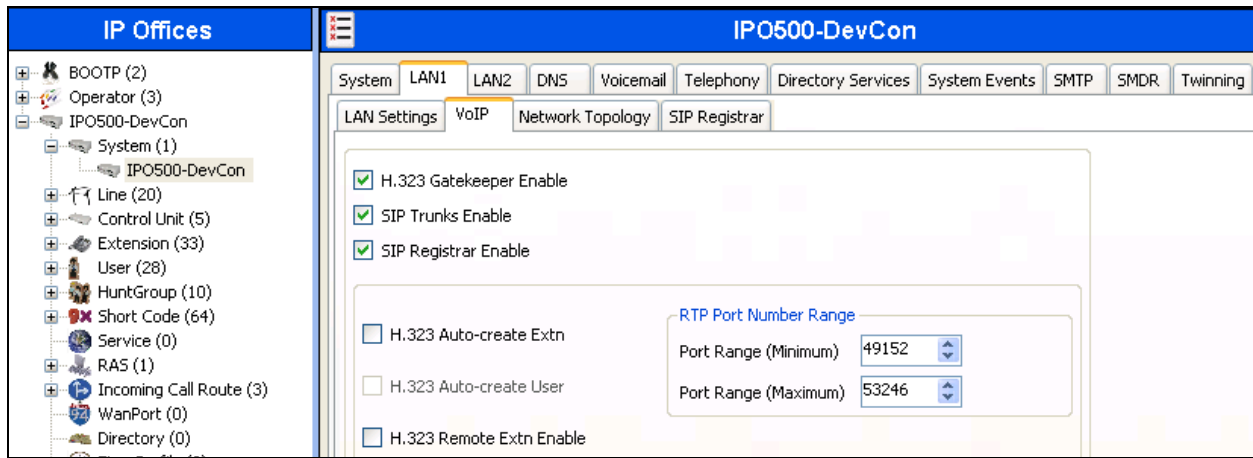 IP Offices
BOOTP (2)
Operator (3)
IPO500-DevCon
System (1)
IPO500-DevCon
Line (20)
Control Unit (5)
Extension (33)
User (28)
HuntGroup (10)
Short Code (64)
Service (0)
RAS (1)
Incoming Call Route (3)
WanPort (0)
Directory (0)
IPO500-DevCon
System LAN1 LAN2 DNS Voicemail Telephony Directory Services System Events SMTP SMDR Twinning
LAN Settings VoIP Network Topology SIP Registrar
H.323 Gatekeeper Enable
SIP Trunks Enable
SIP Registrar Enable
H.323 Auto-create Extn
H.323 Auto-create User
H.323 Remote Extn Enable
RTP Port Number Range
Port Range (Minimum) 49152
Port Range (Maximum) 53246